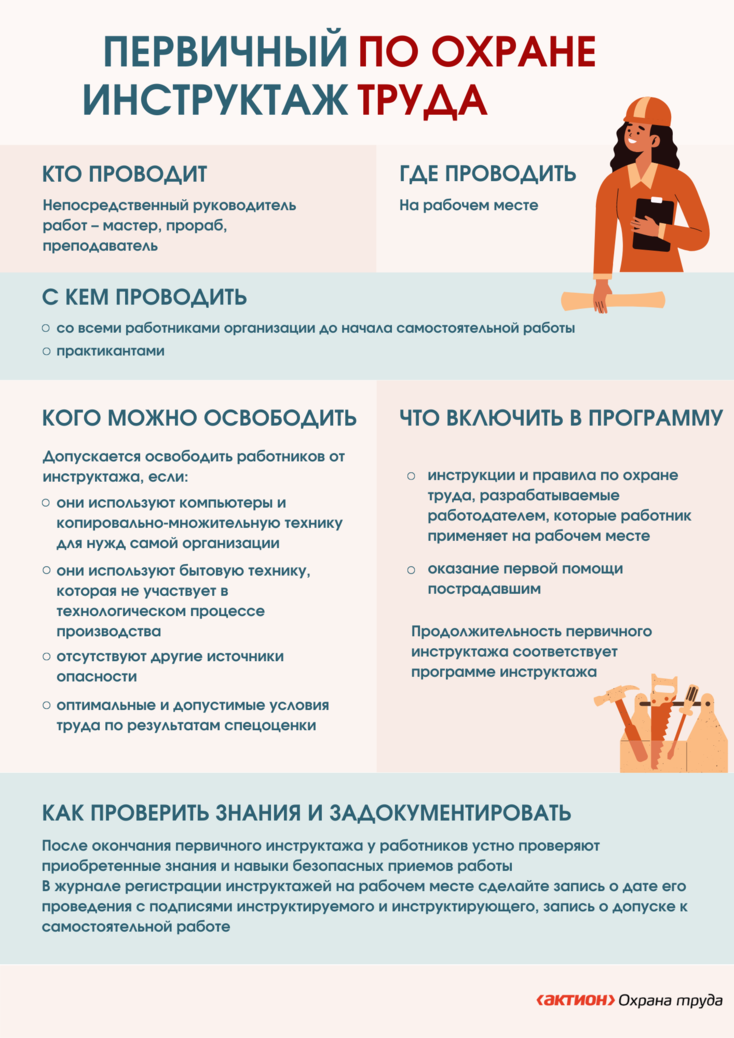 ПЕРВИЧНЫЙ ПО ОХРАНЕ
ИНСТРУКТАЖ ТРУДА
КТО ПРОВОДИТ
Непосредственный руководитель
работ – мастер, прораб,
преподаватель
ГДЕ ПРОВОДИТЬ
На рабочем месте
С КЕМ ПРОВОДИТЬ
со всеми работниками организации до начала самостоятельной работы
практикантами
КОГО МОЖНО ОСВОБОДИТЬ
Допускается освободить работников от
инструктажа, если:
они используют компьютеры и
копировально-множительную технику
для нужд самой организации
они используют бытовую технику,
которая не участвует в
технологическом процессе
производства
отсутствуют другие источники
опасности
оптимальные и допустимые условия
труда по результатам спецоценки
ЧТО ВКЛЮЧИТЬ В ПРОГРАММУ
инструкции и правила по охране
труда, разрабатываемые
работодателем, которые работник
применяет на рабочем месте
оказание первой помощи
пострадавшим
Продолжительность первичного
инструктажа соответствует
программе инструктажа
КАК ПРОВЕРИТЬ ЗНАНИЯ И ЗАДОКУМЕНТИРОВАТЬ
После окончания первичного инструктажа у работников устно проверяют
приобретенные знания и навыки безопасных приемов работы
В журнале регистрации инструктажей на рабочем месте сделайте запись о дате его
проведения с подписями инструктируемого и инструктирующего, запись о допуске к
самостоятельной работе
‹актион› Охрана труда